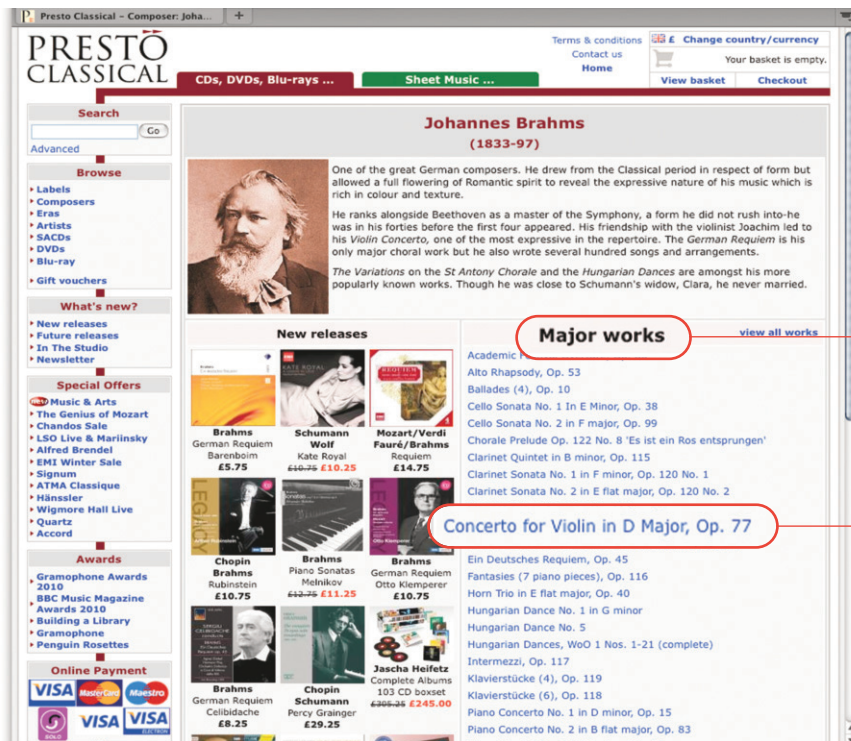 Presto Classical – Composer: Joha...
PRESTO
CLASSICAL
CDs, DVDs, Blu-rays ...
Sheet Music ...
Terms & conditions
Contact us
Home
£ Change country/currency
Your basket is empty.
View basket
Checkout
Search
Go
Advanced
Browse
Labels
Composers
Eras
Artists
SACDs
DVDs
Blu-ray
Gift vouchers
What's new?
New releases
Future releases
In The Studio
Newsletter
Special Offers
Music & Arts
The Genius of Mozart
Chandos Sale
LSO Live & Mariinsky
Alfred Brendel
EMI Winter Sale
Signum
ATMA Classique
Hänssler
Wigmore Hall Live
Quartz
Accord
Awards
Gramophone Awards
2010
BBC Music Magazine
Awards 2010
Building a Library
Gramophone
Penguin Rosettes
Online Payment
VISA MasterCard Maestro
SOLO VISA VISA
ELECTRON
Johannes Brahms
(1833-97)
One of the great German composers. He drew from the Classical period in respect of form but
allowed a full flowering of Romantic spirit to reveal the expressive nature of his music which is
rich in colour and texture.
He ranks alongside Beethoven as a master of the Symphony, a form he did not rush into-he
was in his forties before the first four appeared. His friendship with the violinist Joachim led to
his Violin Concerto, one of the most expressive in the repertoire. The German Requiem is his
only major choral work but he also wrote several hundred songs and arrangements.
The Variations on the St Antony Chorale and the Hungarian Dances are amongst his more
popularly known works. Though he was close to Schumann's widow, Clara, he never married.
New releases
KATE ROYAL
REQUIEM
Brahms
German Requiem
Barenboim
£5.75
Schumann
Wolf
Kate Royal
£10.75 £10.25
Mozart/Verdi
Fauré/Brahms
Requiem
£14.75
LEGACY
LEGACY
Chopin
Brahms
Rubinstein
£10.75
Brahms
Piano Sonatas
Melnikov
£12.75 £11.25
Brahms
German Requiem
Otto Klemperer
£10.75
Brahms
German Requiem
Celibidache
£8.25
Chopin
Schumann
Percy Grainger
£29.25
Jascha Heifetz
Complete Albums
103 CD boxset
£305.25 £245.00
Major works
view all works
Academic
Alto Rhapsody, Op. 53
Ballades (4), Op. 10
Cello Sonata No. 1 In E Minor, Op. 38
Cello Sonata No. 2 in F major, Op. 99
Chorale Prelude Op. 122 No. 8 'Es ist ein Ros entsprungen'
Clarinet Quintet in B minor, Op. 115
Clarinet Sonata No. 1 in F minor, Op. 120 No. 1
Clarinet Sonata No. 2 in E flat major, Op. 120 No. 2
Concerto for Violin in D Major, Op. 77
Ein Deutsches Requiem, Op. 45
Fantasies (7 piano pieces), Op. 116
Horn Trio in E flat major, Op. 40
Hungarian Dance No. 1 in G minor
Hungarian Dance No. 5
Hungarian Dances, WoO 1 Nos. 1-21 (complete)
Intermezzi, Op. 117
Klavierstücke (4), Op. 119
Klavierstücke (6), Op. 118
Piano Concerto No. 1 in D minor, Op. 15
Piano Concerto No. 2 in B flat major, Op. 83